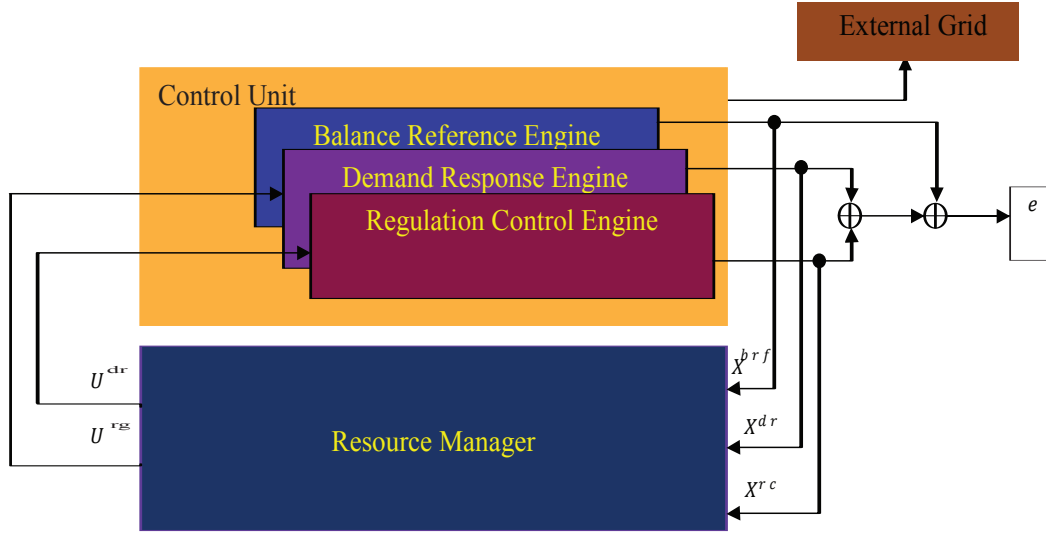 External Grid
Control Unit
Balance Reference Engine
Demand Response Engine
Regulation Control Engine
e
X^{brf}
U^{dr}
X^{dr}
U^{rg}
Resource Manager
X^{rc}